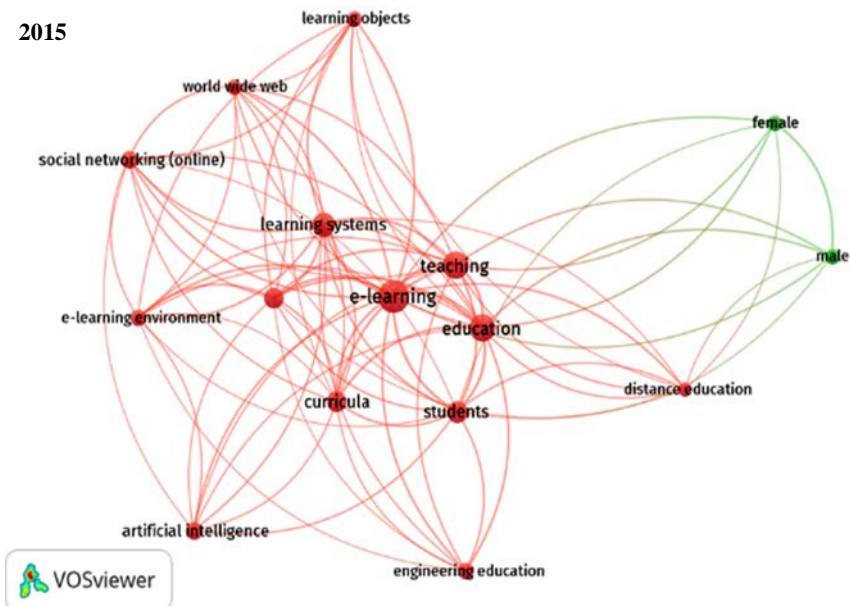 2015
learning objects
world wide web
female
social networking (online)
learning systems
male
teaching
e-learning
e-learning environment
education
distance education
curricula
students
artificial intelligence
engineering education
VOSviewer